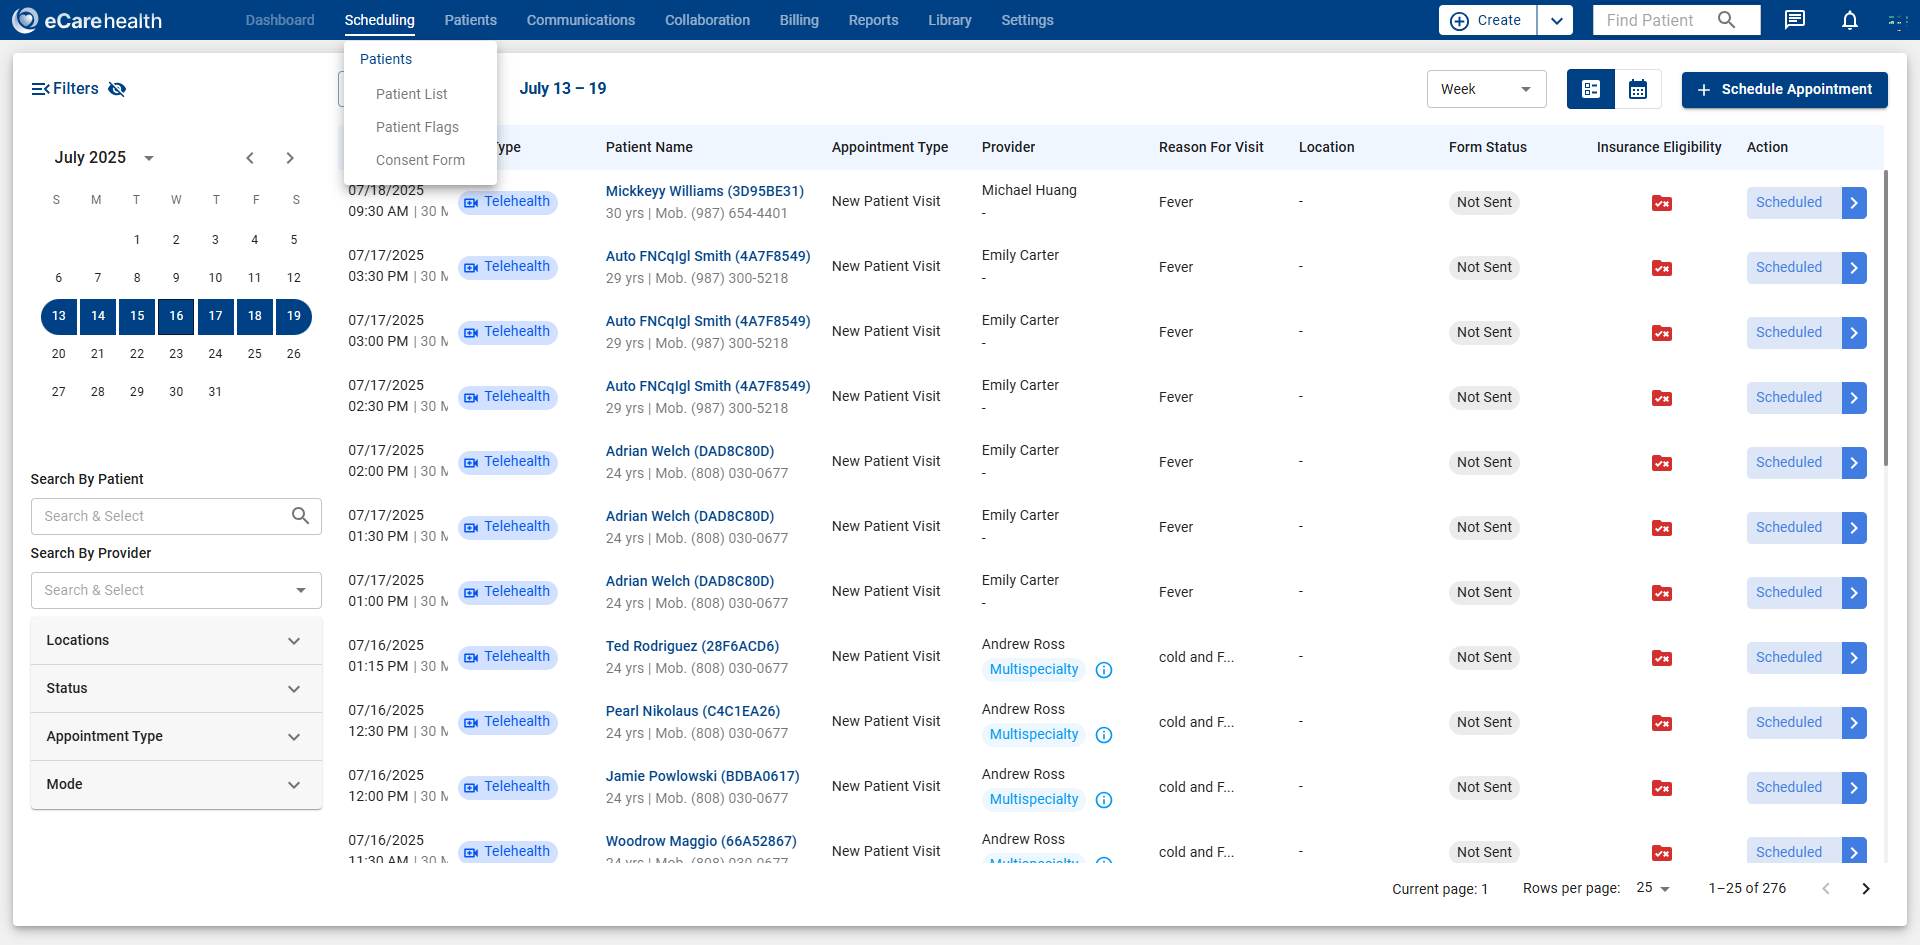 eCarehealth
Dashboard Scheduling Patients Communications Collaboration Billing Reports Library Settings
Create Find Patient
Patients
Patient List
Patient Flags
Consent Form
Filters
July 13 – 19
Week
Schedule Appointment
July 2025
S M T W T F S
1 2 3 4 5
6 7 8 9 10 11 12
13 14 15 16 17 18 19
20 21 22 23 24 25 26
27 28 29 30 31
Search By Patient
Search & Select
Search By Provider
Search & Select
Locations
Status
Appointment Type
Mode
Patient Name Appointment Type Provider Reason For Visit Location Form Status Insurance Eligibility Action
07/18/2025 Telehealth Mickkeyy Williams (3D95BE31) New Patient Visit Michael Huang Fever - Not Sent Scheduled
09:30 AM | 30 30 yrs | Mob. (987) 654-4401 -
07/17/2025 Telehealth Auto FNCqIgl Smith (4A7F8549) New Patient Visit Emily Carter Fever - Not Sent Scheduled
03:30 PM | 30 29 yrs | Mob. (987) 300-5218 -
07/17/2025 Telehealth Auto FNCqIgl Smith (4A7F8549) New Patient Visit Emily Carter Fever - Not Sent Scheduled
03:00 PM | 30 29 yrs | Mob. (987) 300-5218 -
07/17/2025 Telehealth Auto FNCqIgl Smith (4A7F8549) New Patient Visit Emily Carter Fever - Not Sent Scheduled
02:30 PM | 30 29 yrs | Mob. (987) 300-5218 -
07/17/2025 Telehealth Adrian Welch (DAD8C80D) New Patient Visit Emily Carter Fever - Not Sent Scheduled
02:00 PM | 30 24 yrs | Mob. (808) 030-0677 -
07/17/2025 Telehealth Adrian Welch (DAD8C80D) New Patient Visit Emily Carter Fever - Not Sent Scheduled
01:30 PM | 30 24 yrs | Mob. (808) 030-0677 -
07/17/2025 Telehealth Adrian Welch (DAD8C80D) New Patient Visit Emily Carter Fever - Not Sent Scheduled
01:00 PM | 30 24 yrs | Mob. (808) 030-0677 -
07/16/2025 Telehealth Ted Rodriguez (28F6ACD6) New Patient Visit Andrew Ross cold and F... - Not Sent Scheduled
01:15 PM | 30 24 yrs | Mob. (808) 030-0677 Multispecialty
07/16/2025 Telehealth Pearl Nikolaus (C4C1EA26) New Patient Visit Andrew Ross cold and F... - Not Sent Scheduled
12:30 PM | 30 24 yrs | Mob. (808) 030-0677 Multispecialty
07/16/2025 Telehealth Jamie Powlowski (BDBA0617) New Patient Visit Andrew Ross cold and F... - Not Sent Scheduled
12:00 PM | 30 24 yrs | Mob. (808) 030-0677 Multispecialty
07/16/2025 Telehealth Woodrow Maggio (66A52867) New Patient Visit Andrew Ross cold and F... - Not Sent Scheduled
11:30 AM | 30 24 yrs | Mob. (808) 030-0677 Multispecialty
Current page: 1 Rows per page: 25 1–25 of 276